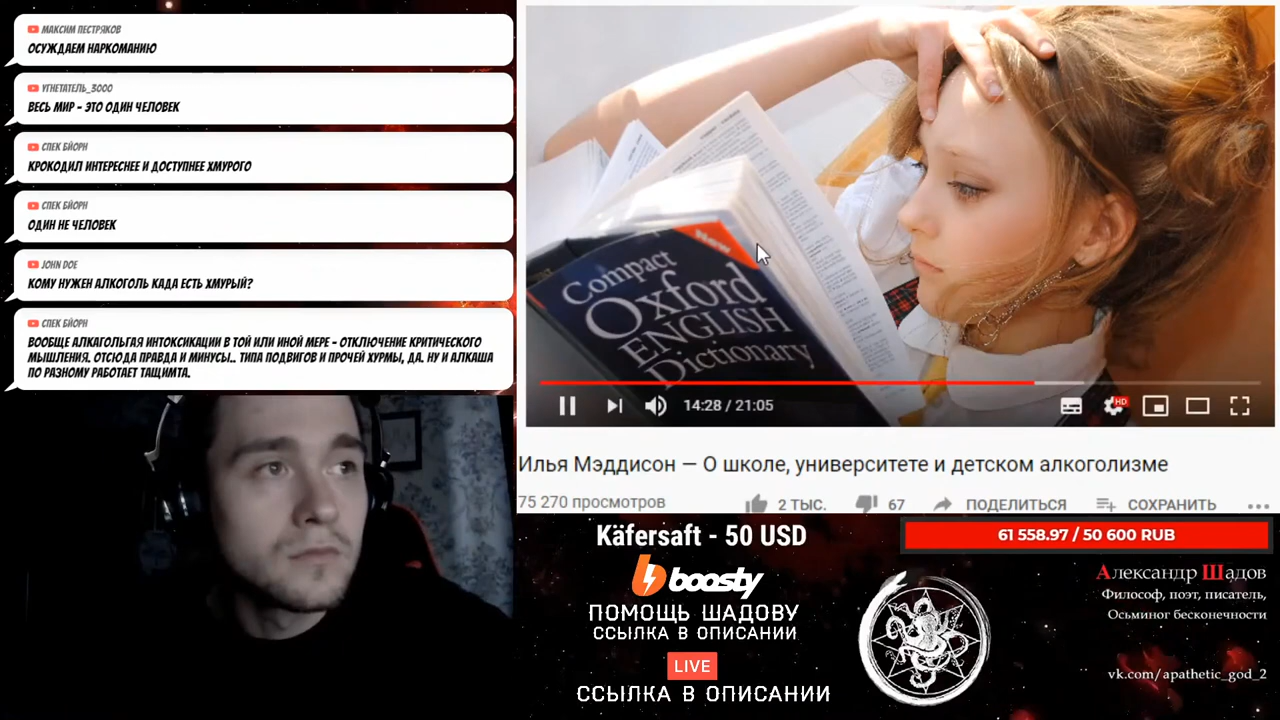 МАКСИМ ПЕСТРЯКОВ
ОСУЖДАЕМ НАРКОМАНИЮ
УГНЕТАТЕЛЬ_3000
ВЕСЬ МИР - ЭТО ОДИН ЧЕЛОВЕК
СПЕК БЙОРН
КРОКОДИЛ ИНТЕРЕСНЕЕ И ДОСТУПНЕЕ ХМУРОГО
СПЕК БЙОРН
ОДИН НЕ ЧЕЛОВЕК
JOHN DOE
КОМУ НУЖЕН АЛКОГОЛЬ КАДА ЕСТЬ ХМУРЫЙ?
СПЕК БЙОРН
ВООБЩЕ АЛКАГОЛЬГАЯ ИНТОКСИКАЦИИ В ТОЙ ИЛИ ИНОЙ МЕРЕ - ОТКЛЮЧЕНИЕ КРИТИЧЕСКОГО
МЫШЛЕНИЯ. ОТСЮДА ПРАВДА И МИНУСЫ.. ТИПА ПОДВИГОВ И ПРОЧЕЙ ХУРМЫ, ДА. НУ И АЛКАША
ПО РАЗНОМУ РАБОТАЕТ ТАЩИМТА.
New
Compact
Oxford
ENGLISH
Dictionary
14:28 / 21:05
HD
Илья Мэддисон — О школе, университете и детском алкоголизме
75 270 просмотров
2 ТЫС.
67
ПОДЕЛИТЬСЯ
СОХРАНИТЬ
Käfersaft - 50 USD
boosty
ПОМОЩЬ ШАДОВУ
ССЫЛКА В ОПИСАНИИ
LIVE
ССЫЛКА В ОПИСАНИИ
61 558.97 / 50 600 RUB
Александр Шадов
Философ, поэт, писатель,
Осьминог бесконечности
vk.com/apathetic_god_2